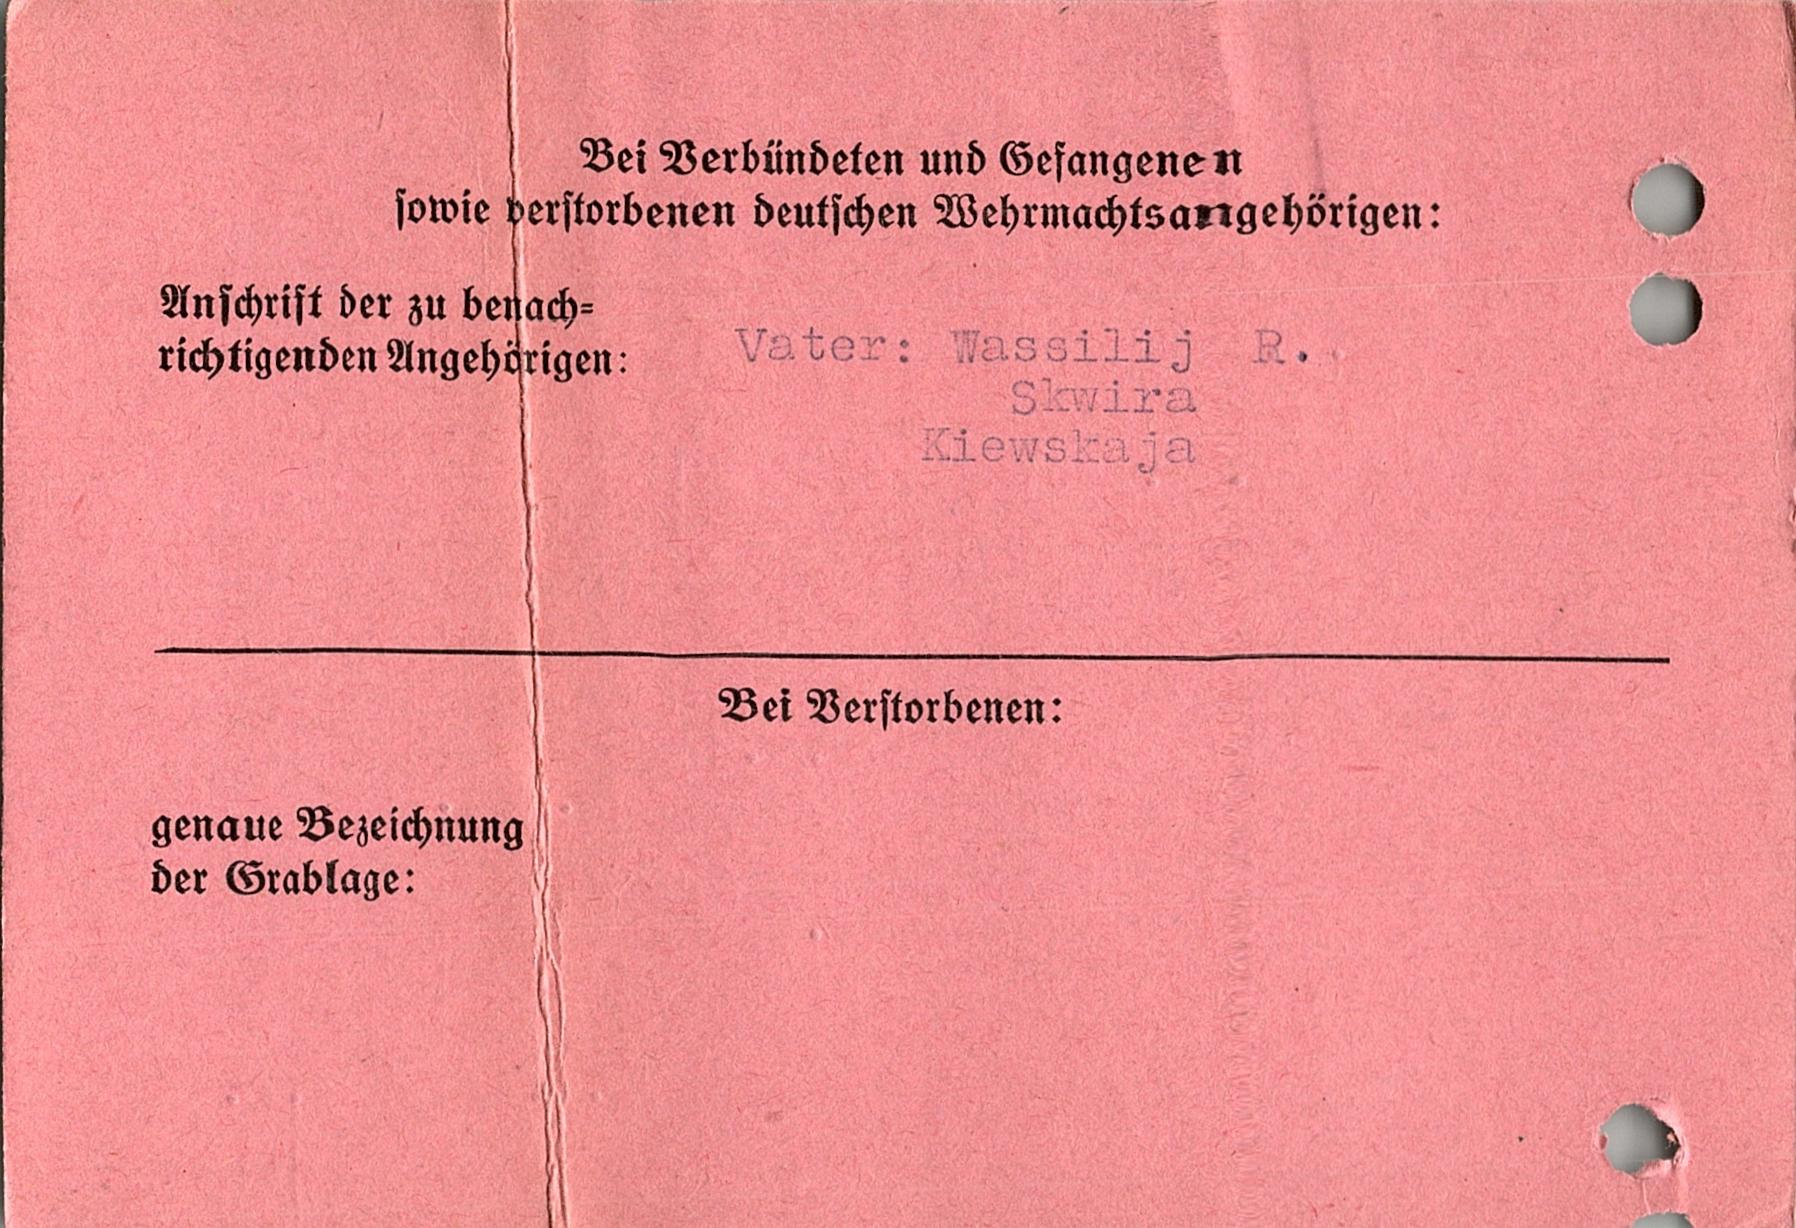 Bei Verbündeten und Gefangenen
sowie verstorbenen deutschen Wehrmachtsangehörigen:
Anschrift der zu benach=
richtigenden Angehörigen:
Vater: Wassilij R.
Skwira
Kiewskaja
Bei Verstorbenen:
genaue Bezeichnung
der Grablage: